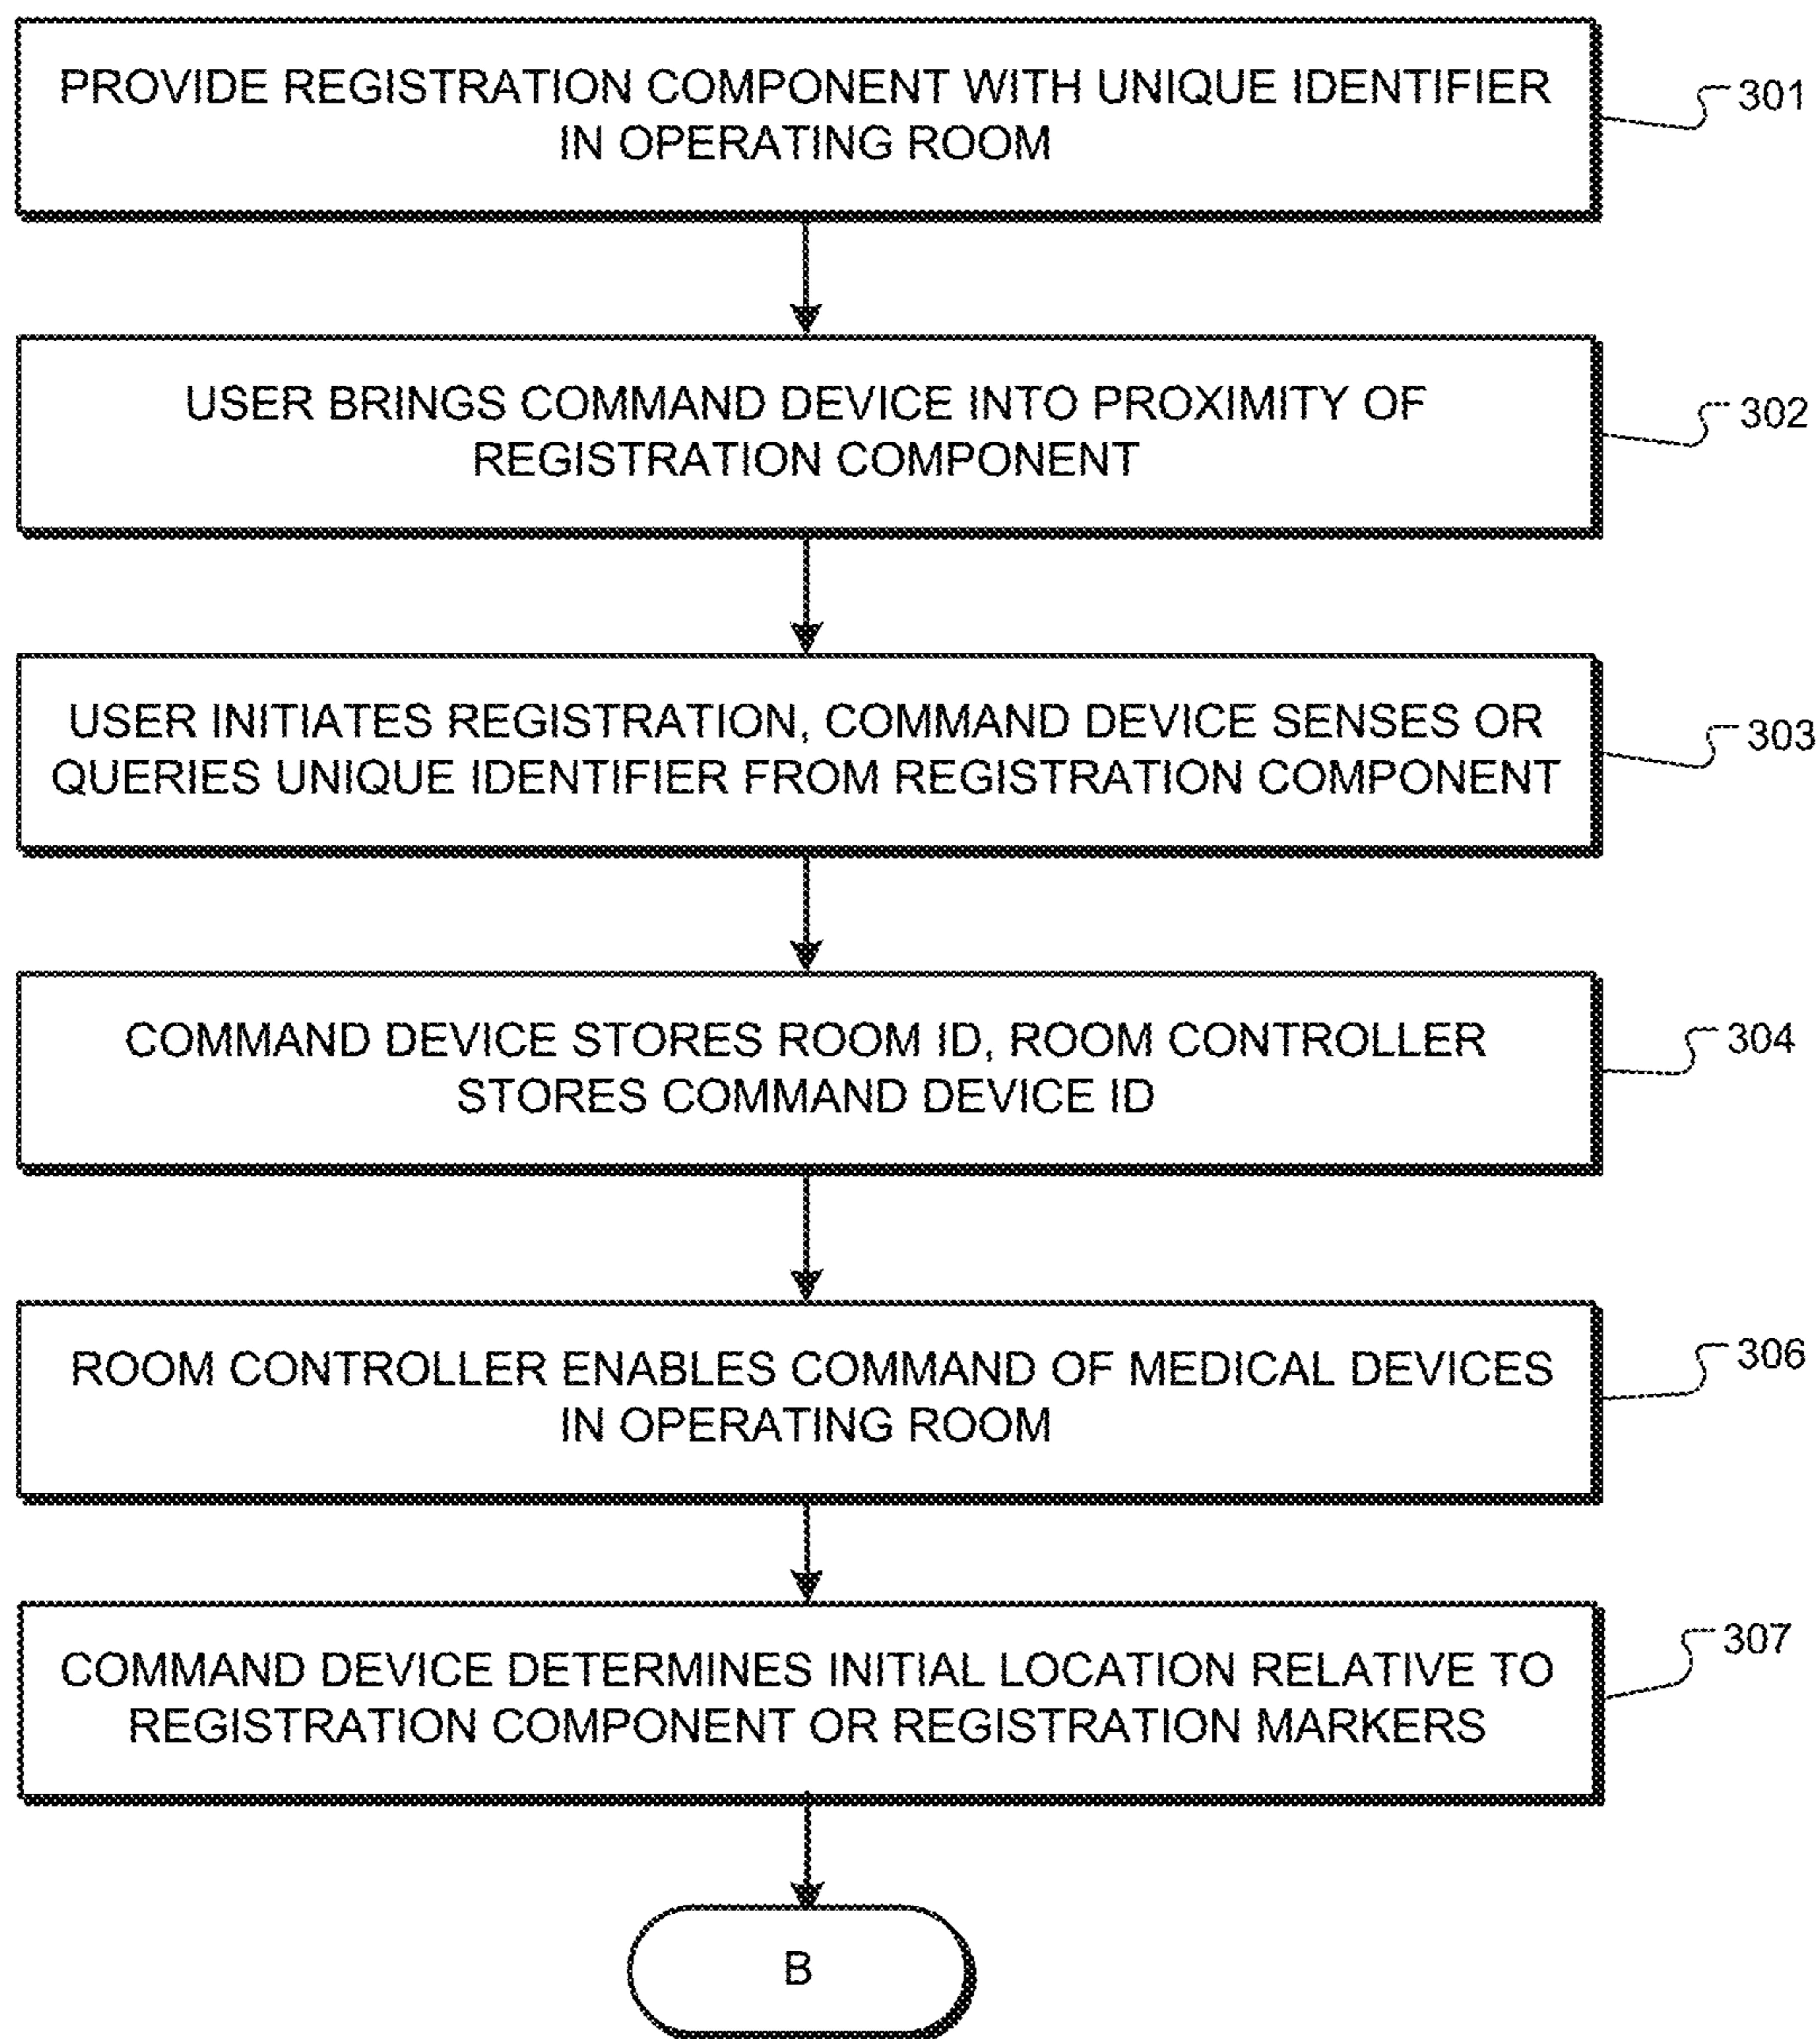 PROVIDE REGISTRATION COMPONENT WITH UNIQUE IDENTIFIER
IN OPERATING ROOM
301
USER BRINGS COMMAND DEVICE INTO PROXIMITY OF
REGISTRATION COMPONENT
302
USER INITIATES REGISTRATION, COMMAND DEVICE SENSES OR
QUERIES UNIQUE IDENTIFIER FROM REGISTRATION COMPONENT
303
COMMAND DEVICE STORES ROOM ID, ROOM CONTROLLER
STORES COMMAND DEVICE ID
304
ROOM CONTROLLER ENABLES COMMAND OF MEDICAL DEVICES
IN OPERATING ROOM
306
COMMAND DEVICE DETERMINES INITIAL LOCATION RELATIVE TO
REGISTRATION COMPONENT OR REGISTRATION MARKERS
307
B